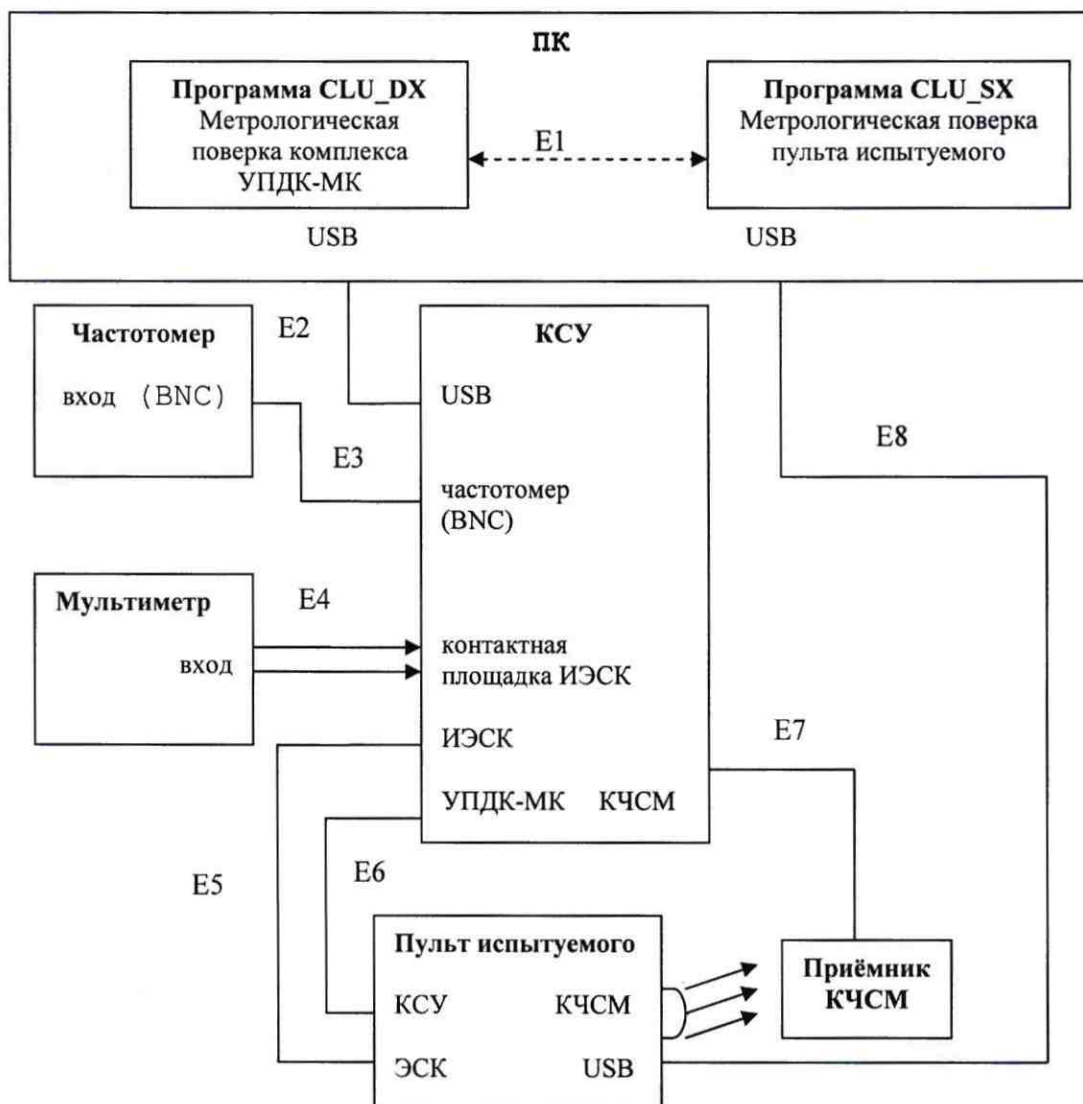 ПК
Программа CLU_DX
Метрологическая
поверка комплекса
УПДК-МК
E1
Программа CLU_SX
Метрологическая поверка
пульта испытуемого
USB
USB
Частотомер
вход (BNC)
E2
E3
КСУ
USB
частотомер
(BNC)
E8
Мультиметр
вход
E4
контактная
площадка ИЭСК
ИЭСК
УПДК-МК КЧСМ
E7
E5
E6
Пульт испытуемого
КСУ КЧСМ
ЭСК USB
Приёмник
КЧСМ